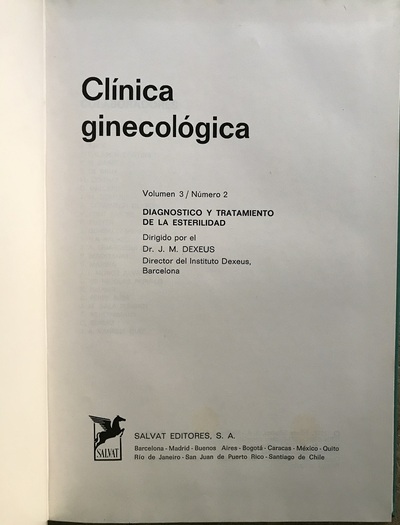 Clínica
ginecológica
Volumen 3 / Número 2
DIAGNOSTICO Y TRATAMIENTO
DE LA ESTERILIDAD
Dirigido por el
Dr. J. M. DEXEUS
Director del Instituto Dexeus,
Barcelona
SALVAT
SALVAT EDITORES, S. A.
Barcelona - Madrid - Buenos Aires - Bogotá - Caracas - México - Quito
Río de Janeiro - San Juan de Puerto Rico - Santiago de Chile